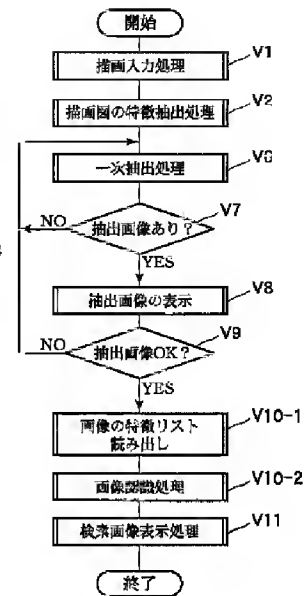 開始
描画入力処理
V1
描画図の特徴抽出処理
V2
一次抽出処理
V6
抽出画像あり?
V7
NO
YES
抽出画像の表示
V8
抽出画像OK?
V9
NO
YES
画像の特徴リスト
読み出し
V10-1
画像認識処理
V10-2
検索画像表示処理
V11
終了